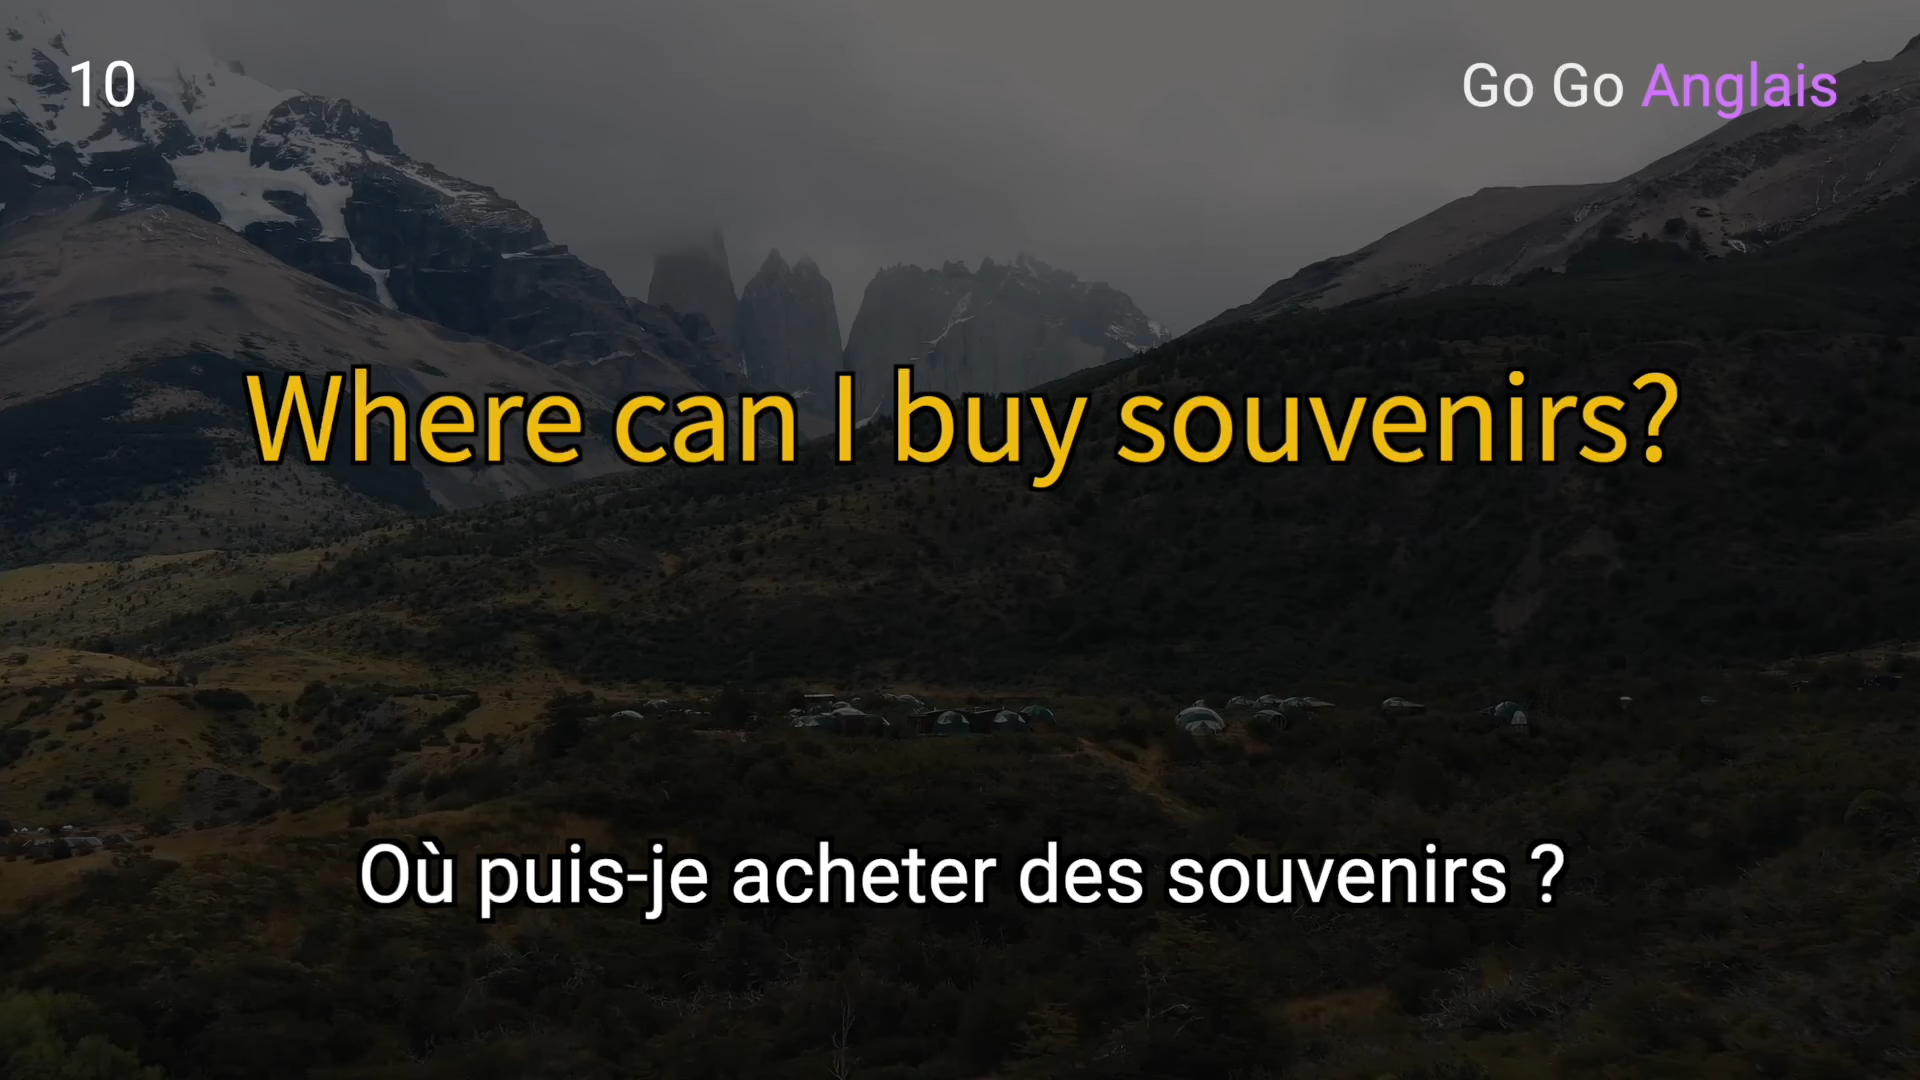 10
Go Go Anglais
Where can I buy souvenirs?
Où puis-je acheter des souvenirs ?